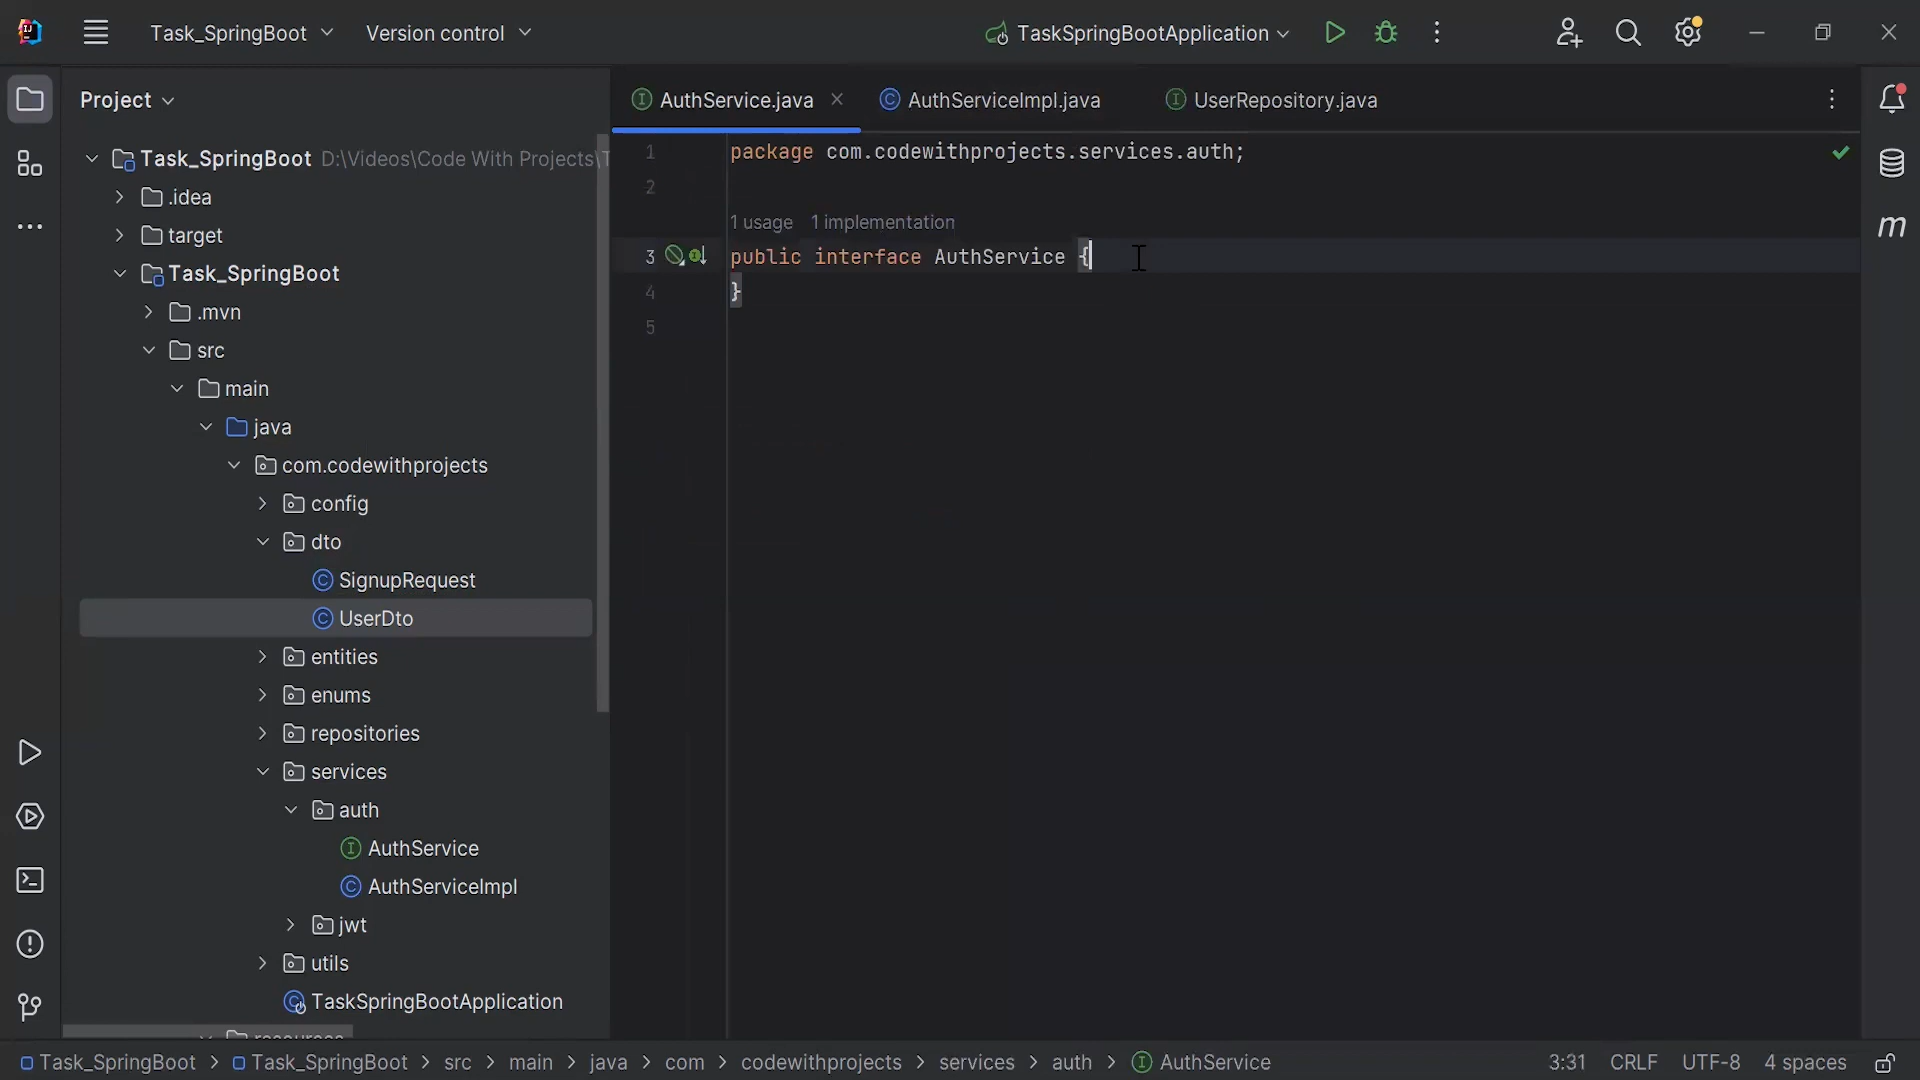 Task_SpringBoot
Version control
TaskSpringBootApplication
Project
AuthService.java
AuthServiceImpl.java
UserRepository.java
Task_SpringBoot D:\Videos\Code With Projects\T
.idea
target
Task_SpringBoot
.mvn
src
main
java
com.codewithprojects
config
dto
SignupRequest
UserDto
entities
enums
repositories
services
auth
AuthService
AuthServiceImpl
jwt
utils
TaskSpringBootApplication
1 package com.codewithprojects.services.auth;
2
1 usage 1 implementation
3 public interface AuthService {
4 }
5
Task_SpringBoot > Task_SpringBoot > src > main > java > com > codewithprojects > services > auth > AuthService
3:31 CRLF UTF-8 4 spaces